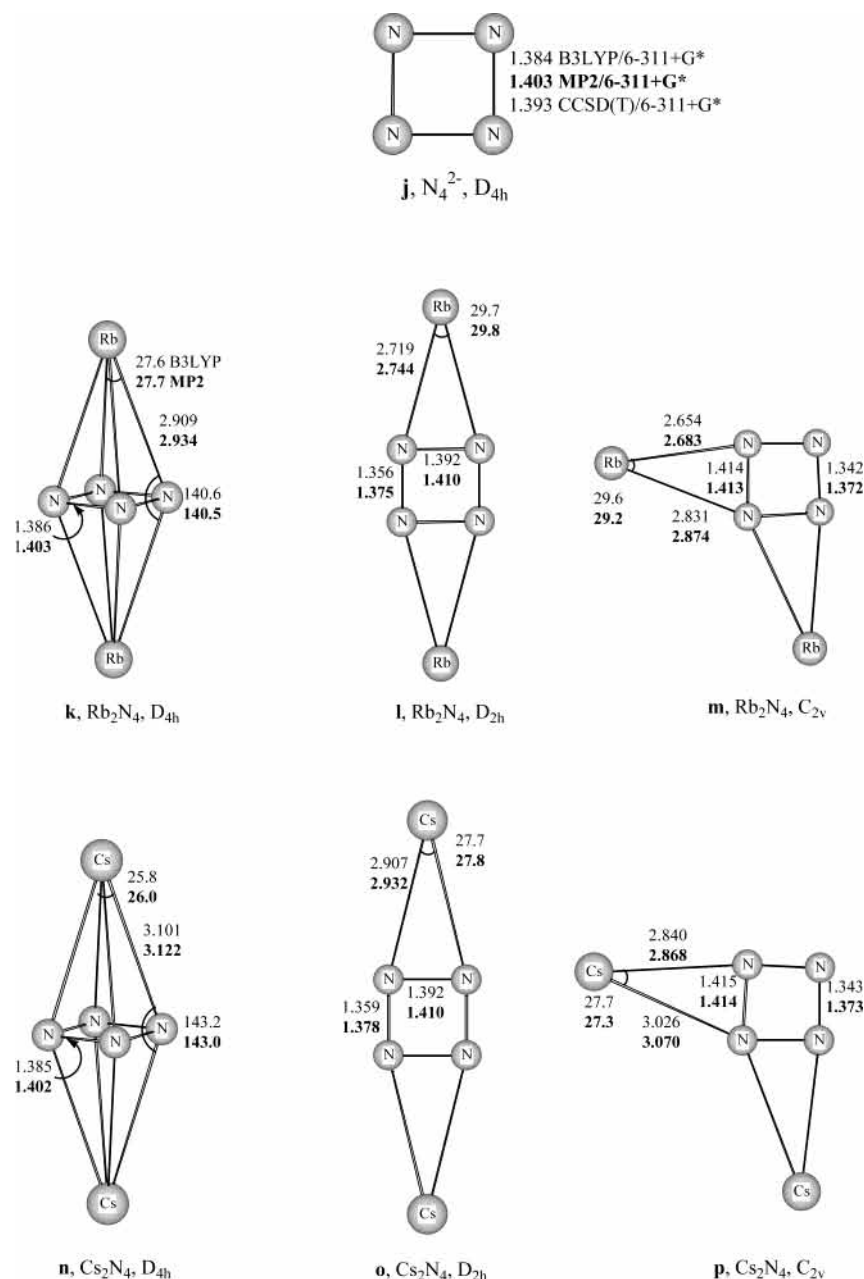 N
N
1.384 B3LYP/6-311+G*
1.403 MP2/6-311+G*
1.393 CCSD(T)/6-311+G*
N
N
j, N₄²⁻, D₄ₕ
Rb
27.6 B3LYP
27.7 MP2
2.909
2.934
N
N
N
N
140.6
140.5
1.386
1.403
Rb
k, Rb₂N₄, D₄ₕ
Rb
29.7
29.8
2.719
2.744
N
N
1.356
1.375
1.392
1.410
N
N
Rb
l, Rb₂N₄, D₂ₕ
2.654
2.683
Rb
N
N
1.414
1.413
1.342
1.372
29.6
29.2
2.831
2.874
N
N
Rb
m, Rb₂N₄, C₂ᵥ
Cs
25.8
26.0
3.101
3.122
N
N
N
N
143.2
143.0
1.385
1.402
Cs
n, Cs₂N₄, D₄ₕ
Cs
27.7
27.8
2.907
2.932
N
N
1.359
1.378
1.392
1.410
N
N
Cs
o, Cs₂N₄, D₂ₕ
2.840
2.868
Cs
N
N
1.415
1.414
1.343
1.373
27.7
27.3
3.026
3.070
N
N
Cs
p, Cs₂N₄, C₂ᵥ